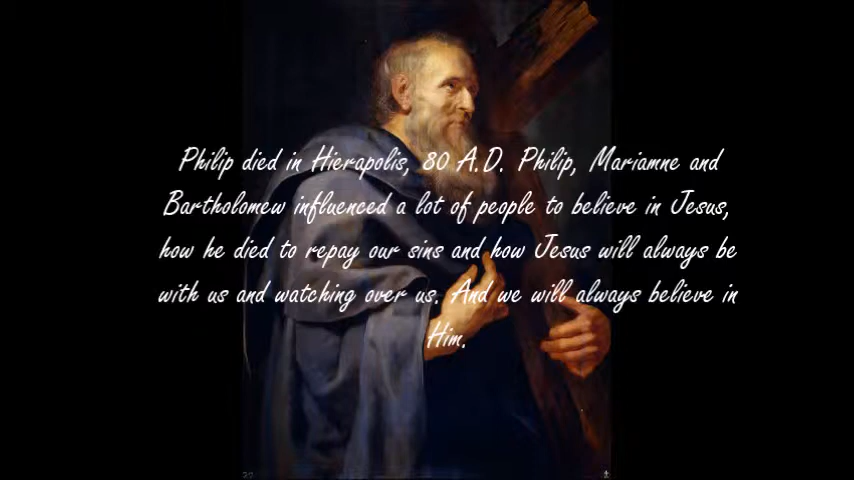 Philip died in Hierapolis, 80 A.D. Philip, Mariamne and
Bartholomew influenced a lot of people to believe in Jesus,
how he died to repay our sins and how Jesus will always be
with us and watching over us. And we will always believe in
Him.